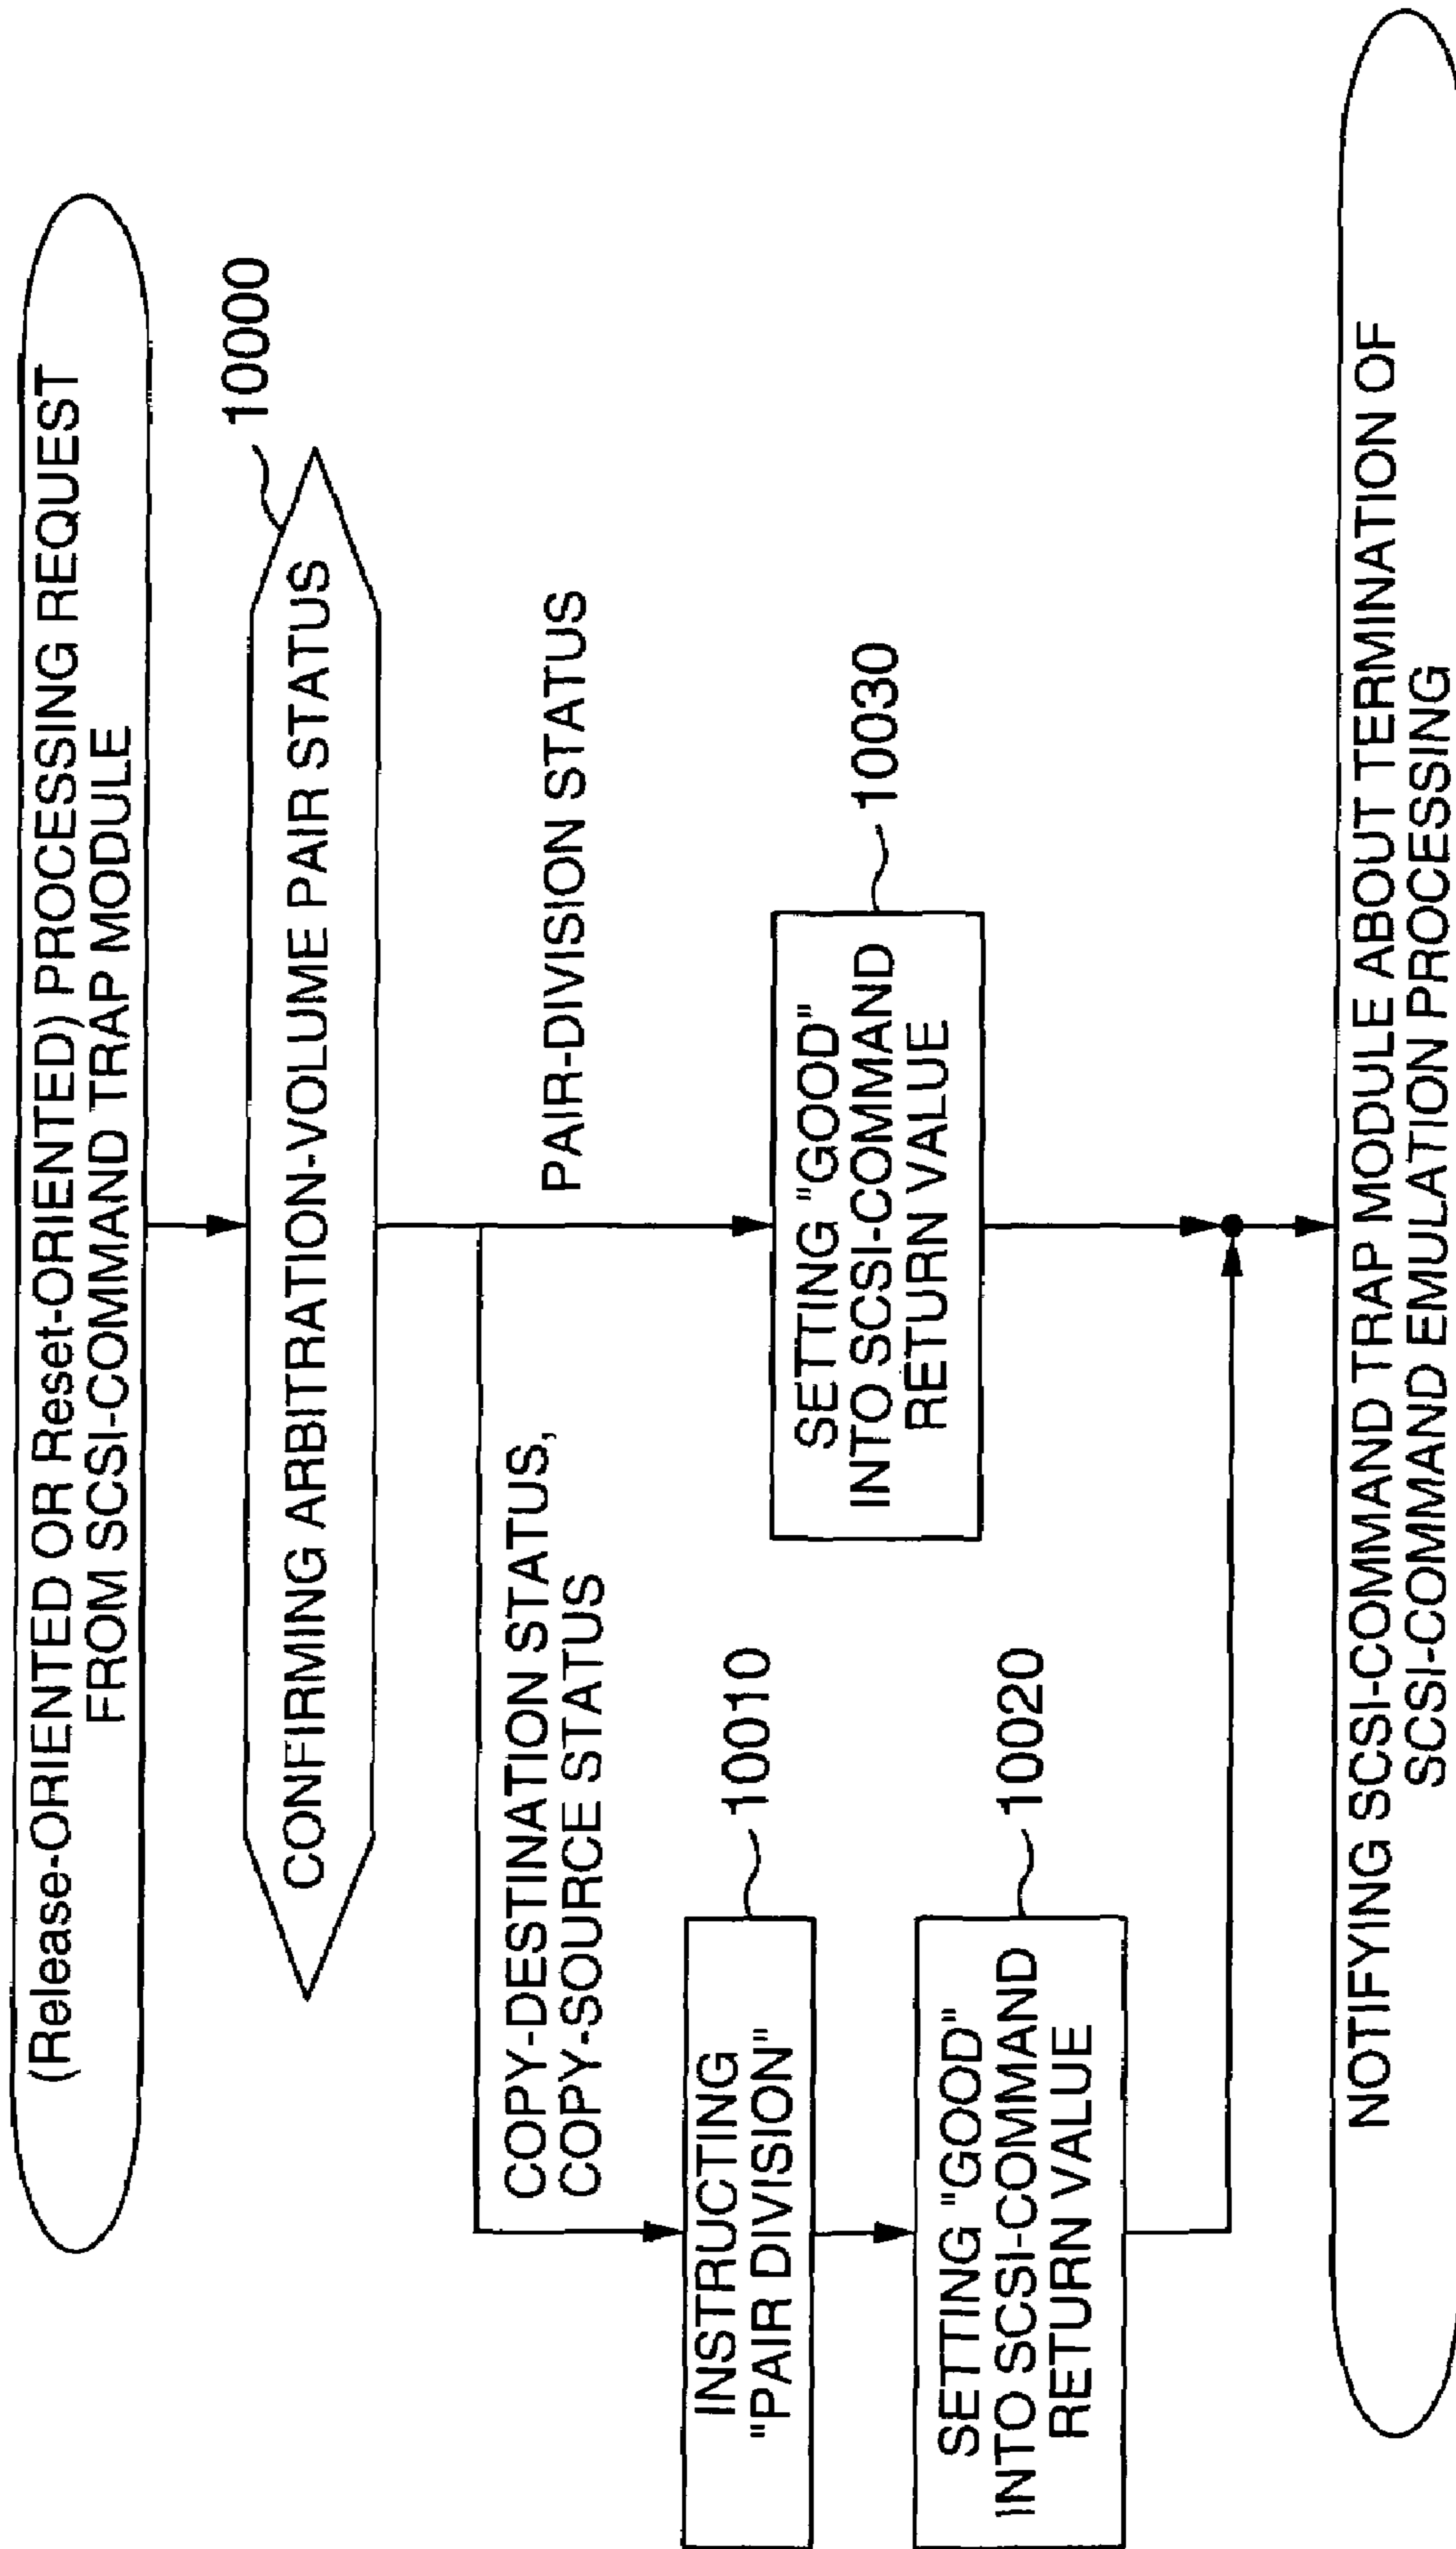 (Release-ORIENTED OR Reset-ORIENTED) PROCESSING REQUEST
FROM SCSI-COMMAND TRAP MODULE
10000
CONFIRMING ARBITRATION-VOLUME PAIR STATUS
COPY-DESTINATION STATUS,
COPY-SOURCE STATUS
PAIR-DIVISION STATUS
10010
INSTRUCTING
"PAIR DIVISION"
10020
SETTING "GOOD"
INTO SCSI-COMMAND
RETURN VALUE
10030
SETTING "GOOD"
INTO SCSI-COMMAND
RETURN VALUE
NOTIFYING SCSI-COMMAND TRAP MODULE ABOUT TERMINATION OF
SCSI-COMMAND EMULATION PROCESSING